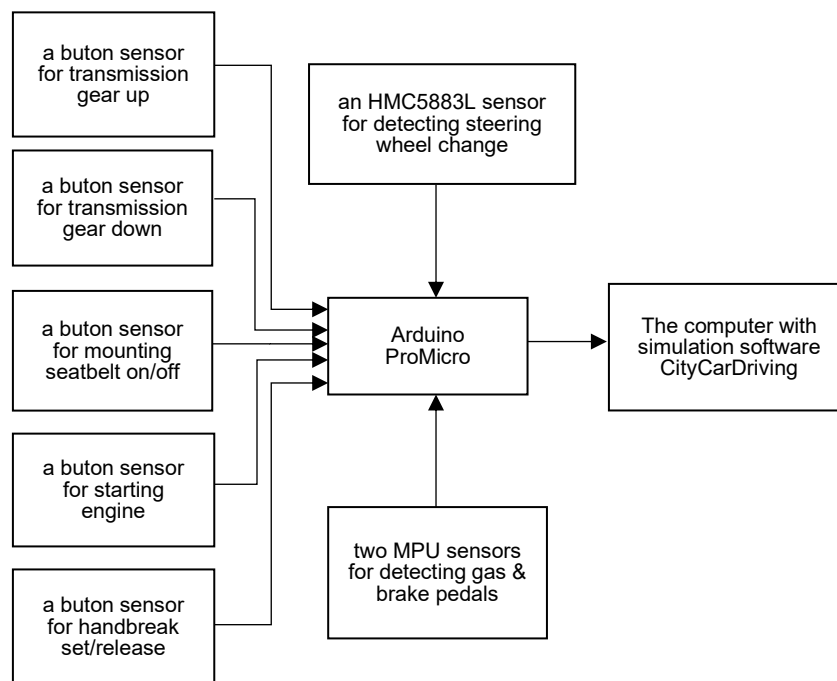 a buton sensor
for transmission
gear up
a buton sensor
for transmission
gear down
a buton sensor
for mounting
seatbelt on/off
a buton sensor
for starting
engine
a buton sensor
for handbreak
set/release
an HMC5883L sensor
for detecting steering
wheel change
Arduino
ProMicro
two MPU sensors
for detecting gas &
brake pedals
The computer with
simulation software
CityCarDriving